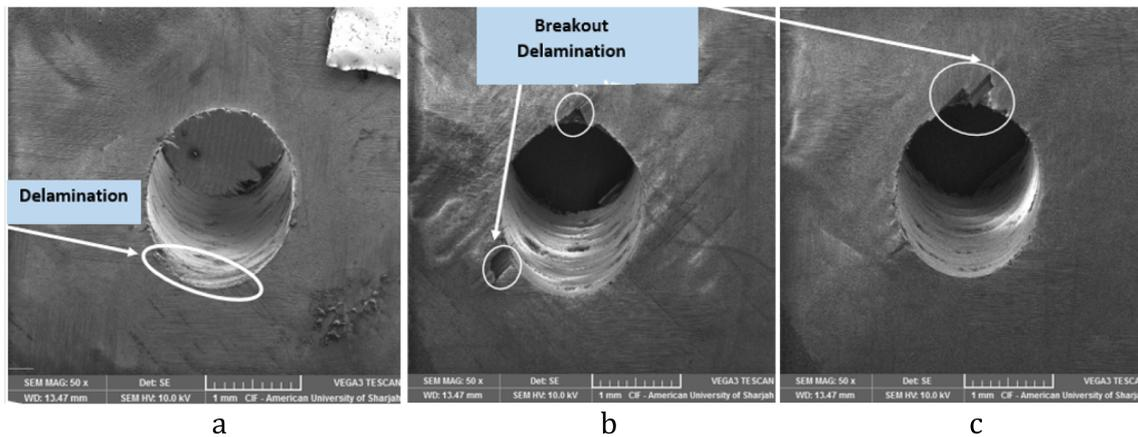 Delamination
Breakout
Delamination
SEM MAG: 50 x Det: SE VEGA3 TESCAN
WD: 13.47 mm SEM HV: 10.0 kV 1 mm CIF - American University of Sharjah
SEM MAG: 50 x Det: SE VEGA3 TESCAN
WD: 13.47 mm SEM HV: 10.0 kV 1 mm CIF - American University of Sharjah
SEM MAG: 50 x Det: SE VEGA3 TESCAN
WD: 13.47 mm SEM HV: 10.0 kV 1 mm CIF - American University of Sharjah
a
b
c